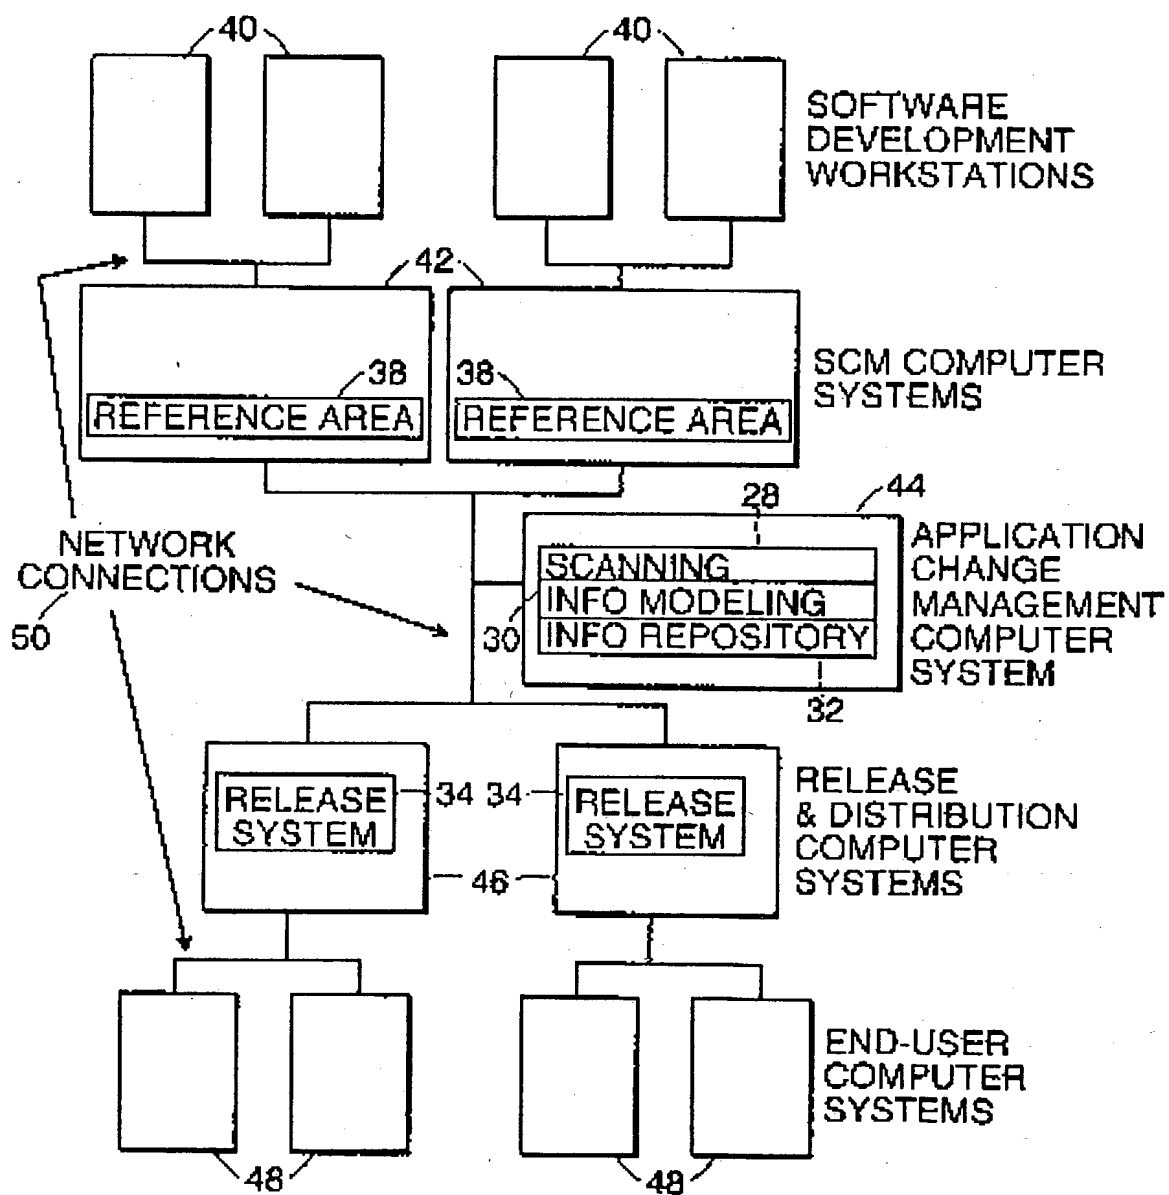 40
40
SOFTWARE
DEVELOPMENT
WORKSTATIONS
42
38
REFERENCE AREA
38
REFERENCE AREA
SCM COMPUTER
SYSTEMS
NETWORK
CONNECTIONS
50
28
44
SCANNING
30
INFO MODELING
INFO REPOSITORY
32
APPLICATION
CHANGE
MANAGEMENT
COMPUTER
SYSTEM
RELEASE
SYSTEM
34
34
RELEASE
SYSTEM
46
RELEASE
& DISTRIBUTION
COMPUTER
SYSTEMS
END-USER
COMPUTER
SYSTEMS
48
48